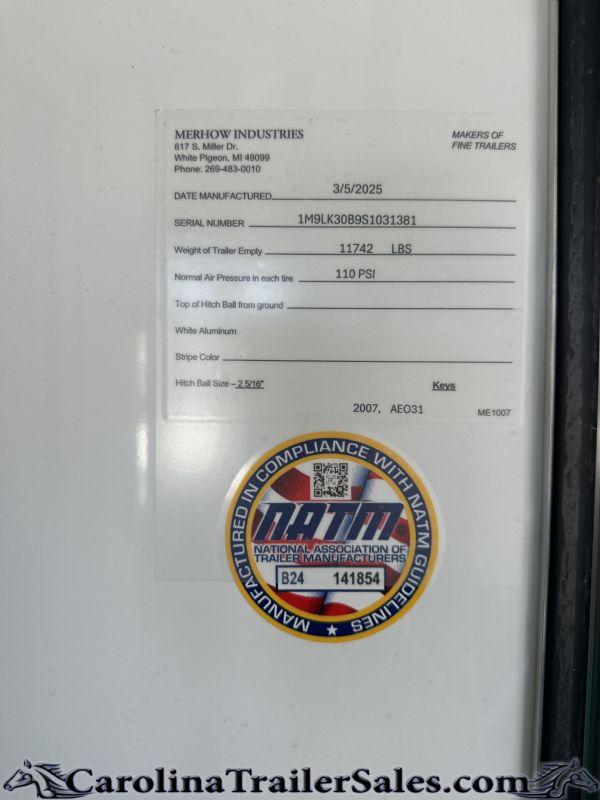 MERHOW INDUSTRIES
617 S. Miller Dr.
White Pigeon, MI 49099
Phone: 269-483-0010
MAKERS OF
FINE TRAILERS
DATE MANUFACTURED 3/5/2025
SERIAL NUMBER 1M9LK30B9S1031381
Weight of Trailer Empty 11742 LBS
Normal Air Pressure in each tire 110 PSI
Top of Hitch Ball from ground
White Aluminum
Stripe Color
Hitch Ball Size – 2 5/16"
Keys
2007, AEO31
ME1007
MANUFACTURED IN COMPLIANCE WITH NATM GUIDELINES
NATM
NATIONAL ASSOCIATION OF
TRAILER MANUFACTURERS
B24 141854
CarolinaTrailerSales.com